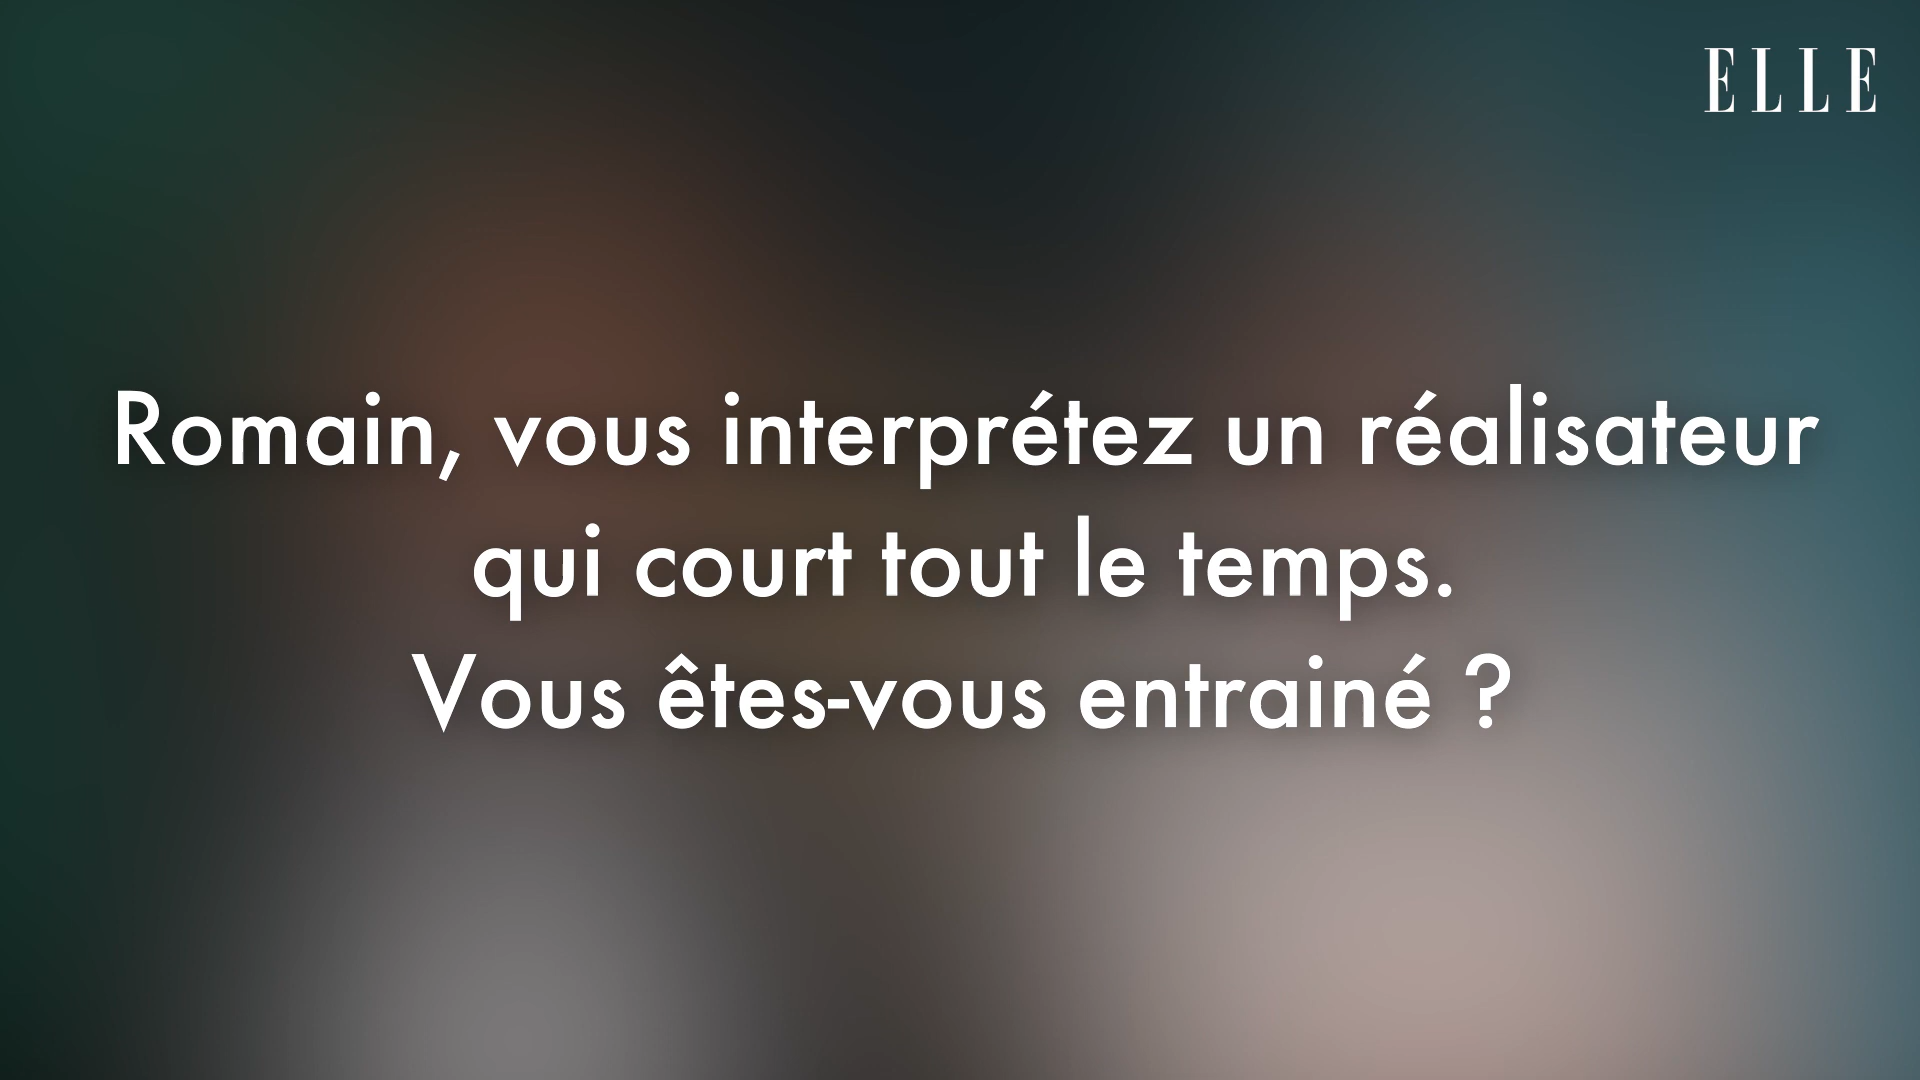 ELLE
Romain, vous interprétez un réalisateur
qui court tout le temps.
Vous êtes-vous entrainé ?